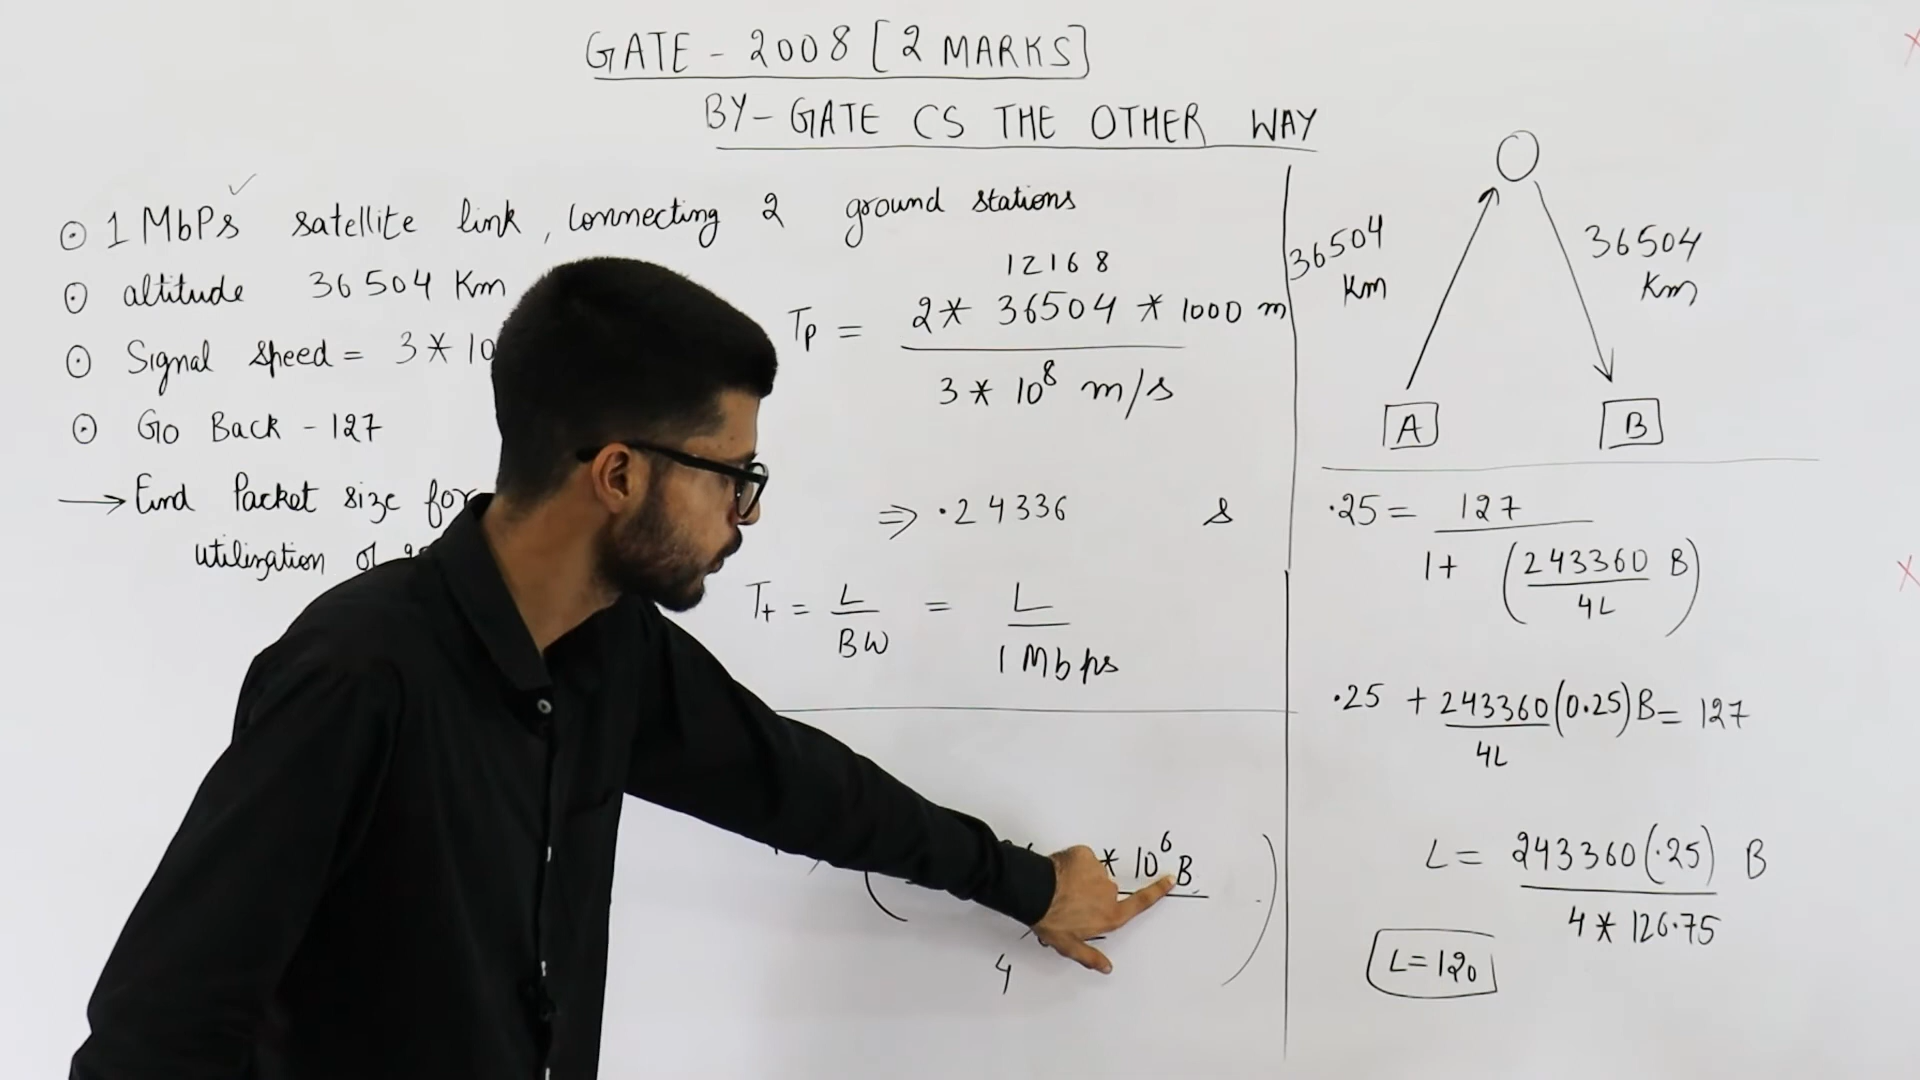 GATE - 2008 [2 MARKS]
BY - GATE CS THE OTHER WAY
⊙ 1 MbPs ✓ satellite link, connecting 2 ground stations
⊙ altitude 36504 Km
⊙ Signal speed = 3 * 10
⊙ Go Back - 127
→ Find Packet size for
utilization of
12168
Tp = 2 * 36504 * 1000 m
3 * 10^8 m/s
⇒ .24336 s
Tt = L / BW = L / 1 Mbps
* 10^6 B
4
36504 Km
36504 Km
A
B
.25 = 127
1 + (243360 B / 4L)
.25 + 243360 (0.25) B = 127
4L
L = 243360 (.25) B
4 * 126.75
L = 120